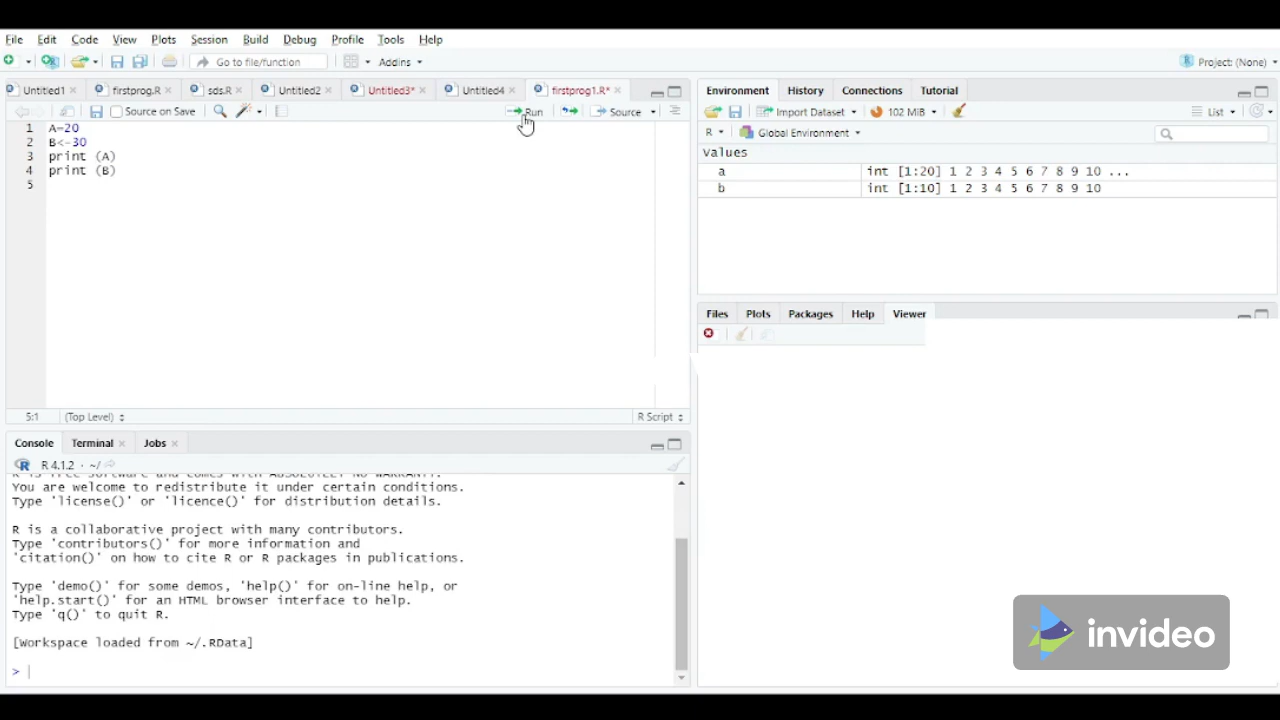 File Edit Code View Plots Session Build Debug Profile Tools Help
Go to file/function Addins Project: (None)
Untitled1 firstprog.R sds.R Untitled2 Untitled3* Untitled4 firstprog1.R*
Source on Save Run Source
1 A=20
2 B<-30
3 print (A)
4 print (B)
5
5:1 (Top Level) R Script
Console Terminal Jobs
R 4.1.2 · ~/
You are welcome to redistribute it under certain conditions.
Type 'license()' or 'licence()' for distribution details.
R is a collaborative project with many contributors.
Type 'contributors()' for more information and
'citation()' on how to cite R or R packages in publications.
Type 'demo()' for some demos, 'help()' for on-line help, or
'help.start()' for an HTML browser interface to help.
Type 'q()' to quit R.
[Workspace loaded from ~/.RData]
>
Environment History Connections Tutorial
Import Dataset 102 MiB List
R Global Environment
Values
a int [1:20] 1 2 3 4 5 6 7 8 9 10 ...
b int [1:10] 1 2 3 4 5 6 7 8 9 10
Files Plots Packages Help Viewer
invideo